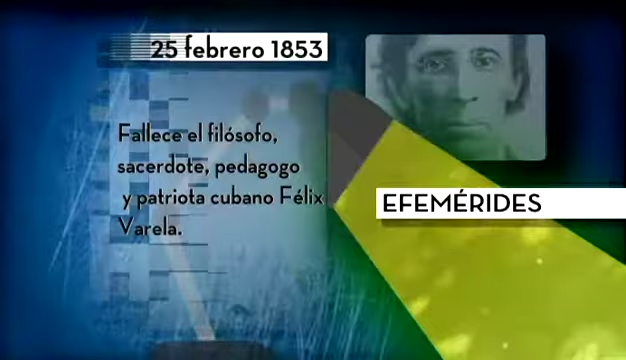 25 febrero 1853
Fallece el filósofo,
sacerdote, pedagogo
y patriota cubano Félix
Varela.
EFEMÉRIDES